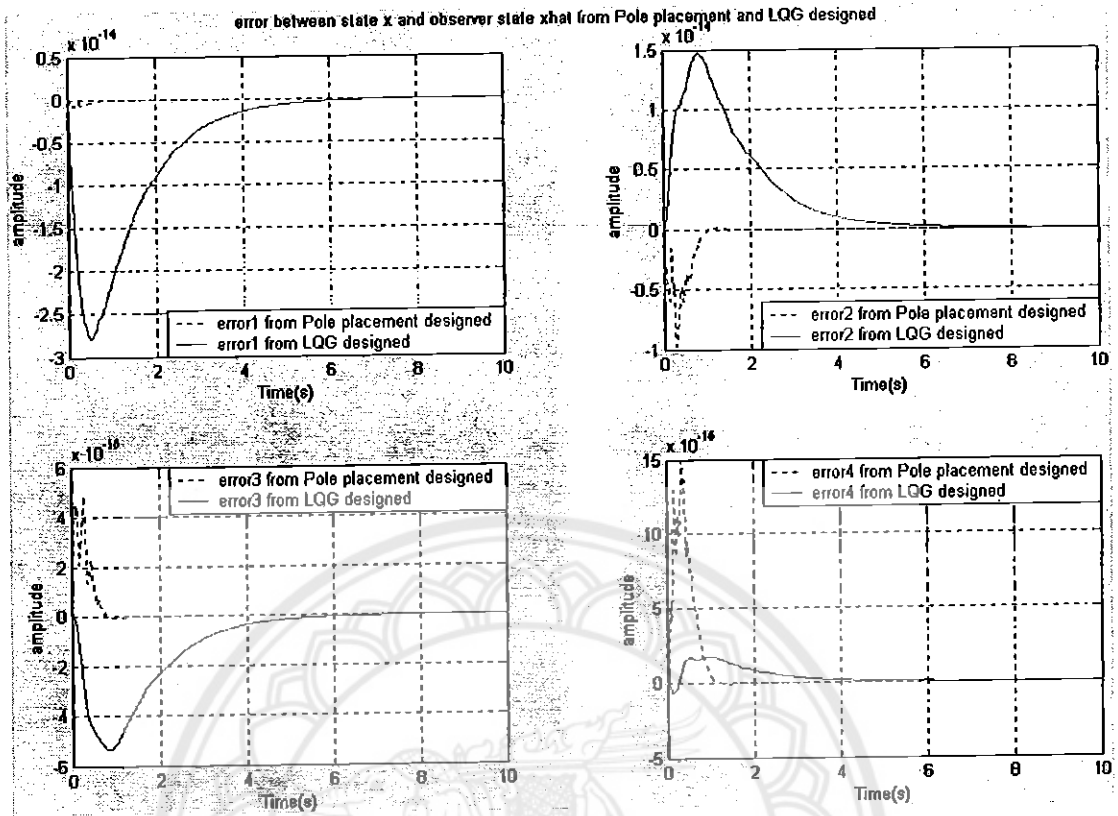 error between state x and observer state xhat from Pole placement and LQG designed
x 10^-14
0.5
0
-0.5
-1
-1.5
-2
-2.5
-3
amplitude
error1 from Pole placement designed
error1 from LQG designed
0 2 4 6 8 10
Time(s)
x 10^-14
1.5
1
0.5
0
-0.5
-1
amplitude
error2 from Pole placement designed
error2 from LQG designed
0 2 4 6 8 10
Time(s)
x 10
6
4
2
0
-2
-4
-6
amplitude
error3 from Pole placement designed
error3 from LQG designed
0 2 4 6 8 10
Time(s)
x 10
15
10
5
0
-5
amplitude
error4 from Pole placement designed
error4 from LQG designed
0 2 4 6 8 10
Time(s)